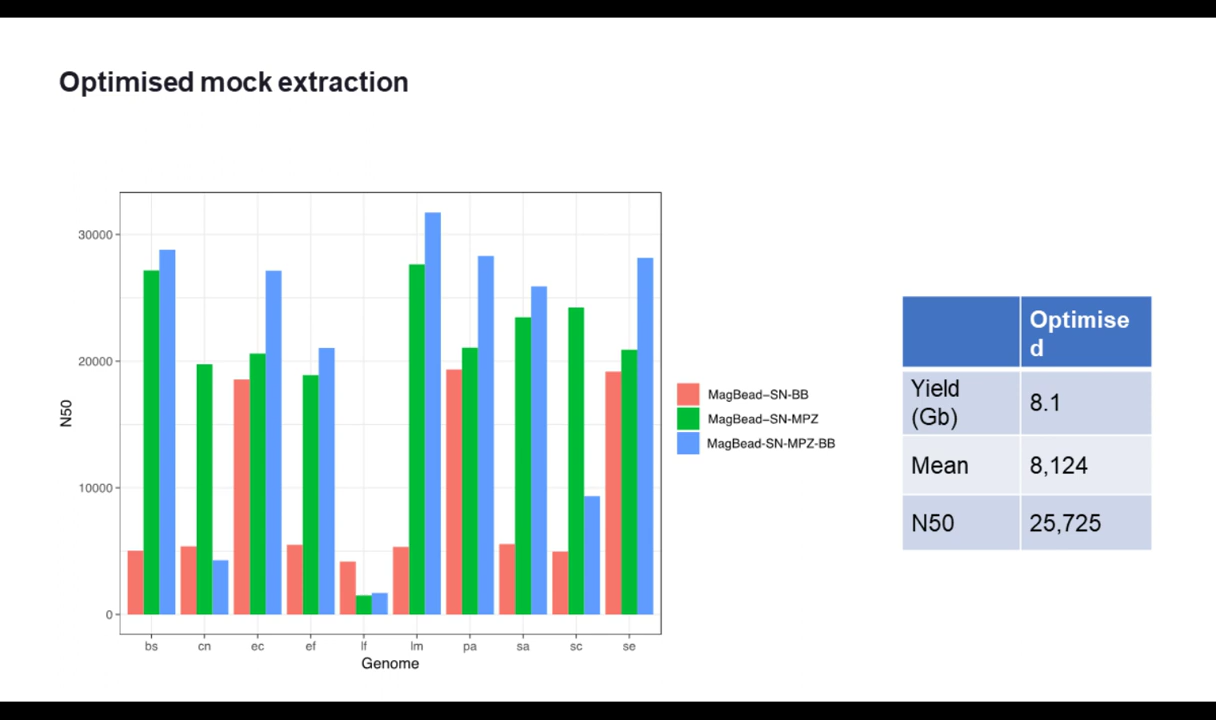 Optimised mock extraction
30000
20000
10000
0
N50
bs cn ec ef lf lm pa sa sc se
Genome
MagBead–SN-BB
MagBead–SN-MPZ
MagBead-SN-MPZ-BB
Optimise
d
Yield
(Gb)
8.1
Mean 8,124
N50 25,725